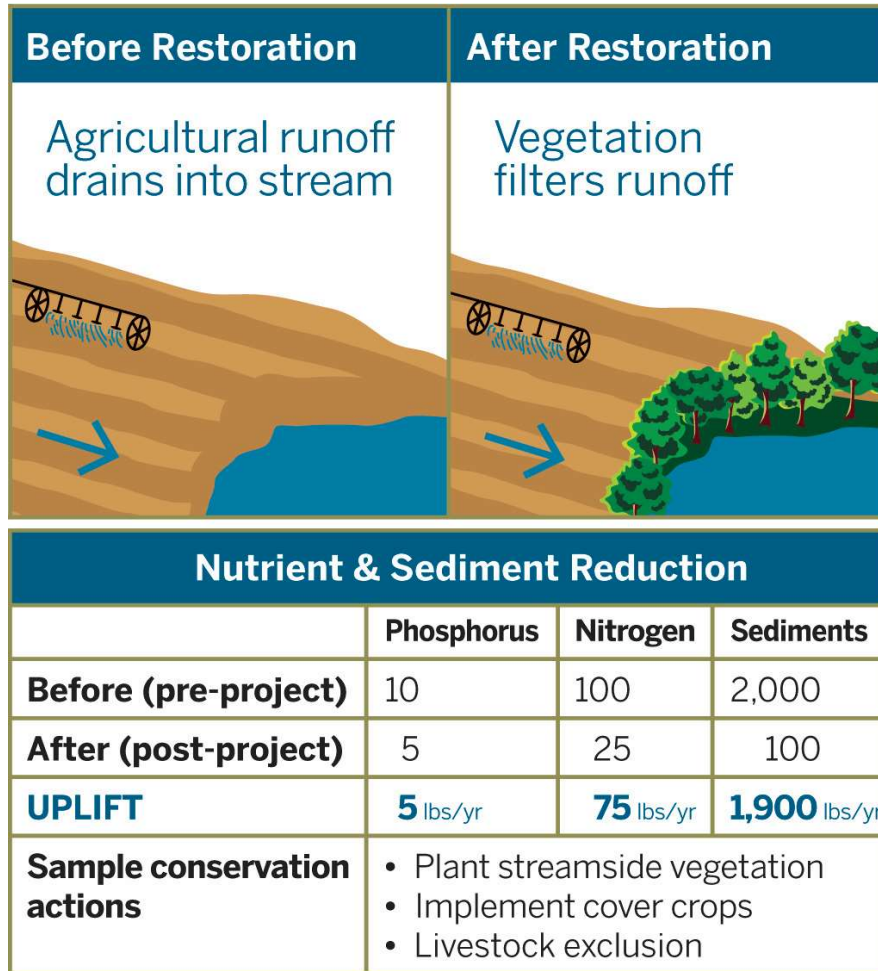 Before Restoration
After Restoration
Agricultural runoff
drains into stream
Vegetation
filters runoff
Nutrient & Sediment Reduction
Phosphorus Nitrogen Sediments
Before (pre-project) 10 100 2,000
After (post-project) 5 25 100
UPLIFT 5 lbs/yr 75 lbs/yr 1,900 lbs/yr
Sample conservation
actions
• Plant streamside vegetation
• Implement cover crops
• Livestock exclusion